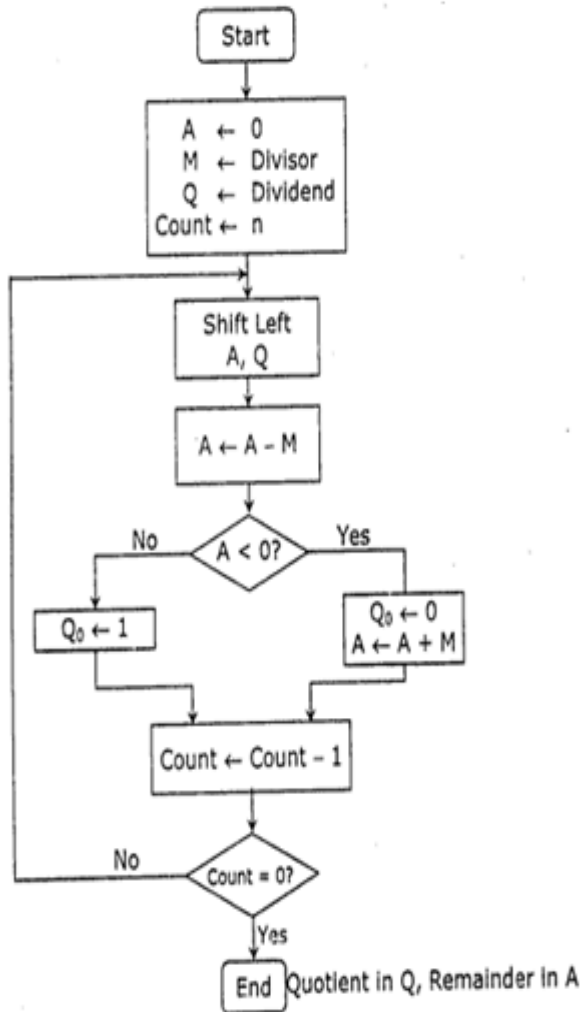 Start
A ← 0
M ← Divisor
Q ← Dividend
Count ← n
Shift Left
A, Q
A ← A – M
No
A < 0?
Yes
Q₀ ← 1
Q₀ ← 0
A ← A + M
Count ← Count – 1
No
Count = 0?
Yes
End Quotient in Q, Remainder in A